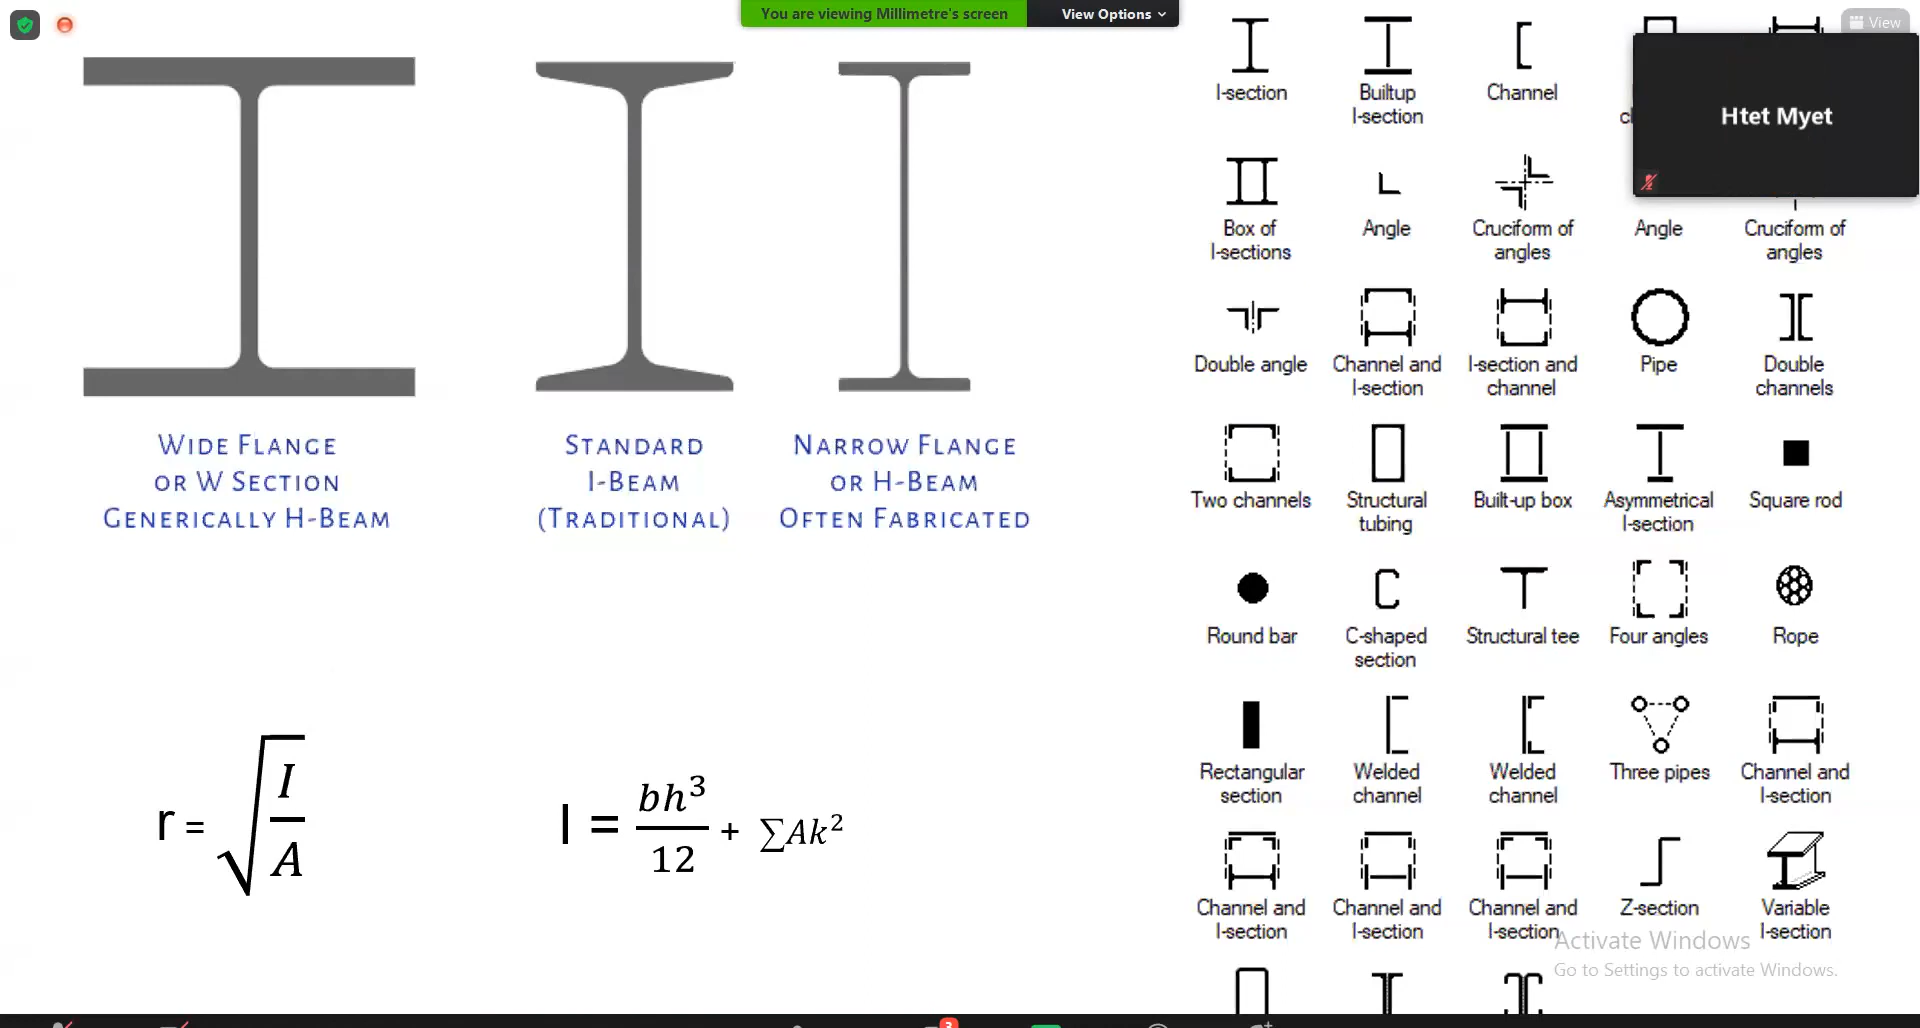 You are viewing Millimetre's screen
View Options
View
Htet Myet
WIDE FLANGE
OR W SECTION
GENERICALLY H-BEAM
STANDARD
I-BEAM
(TRADITIONAL)
NARROW FLANGE
OR H-BEAM
OFTEN FABRICATED
r = √(I/A)
I = bh³/12 + ∑Ak²
I-section
Builtup
I-section
Channel
Box of
I-sections
Angle
Cruciform of
angles
Angle
Cruciform of
angles
Double angle
Channel and
I-section
I-section and
channel
Pipe
Double
channels
Two channels
Structural
tubing
Built-up box
Asymmetrical
I-section
Square rod
Round bar
C-shaped
section
Structural tee
Four angles
Rope
Rectangular
section
Welded
channel
Welded
channel
Three pipes
Channel and
I-section
Channel and
I-section
Channel and
I-section
Channel and
I-section
Z-section
Variable
I-section
Activate Windows
Go to Settings to activate Windows.
3